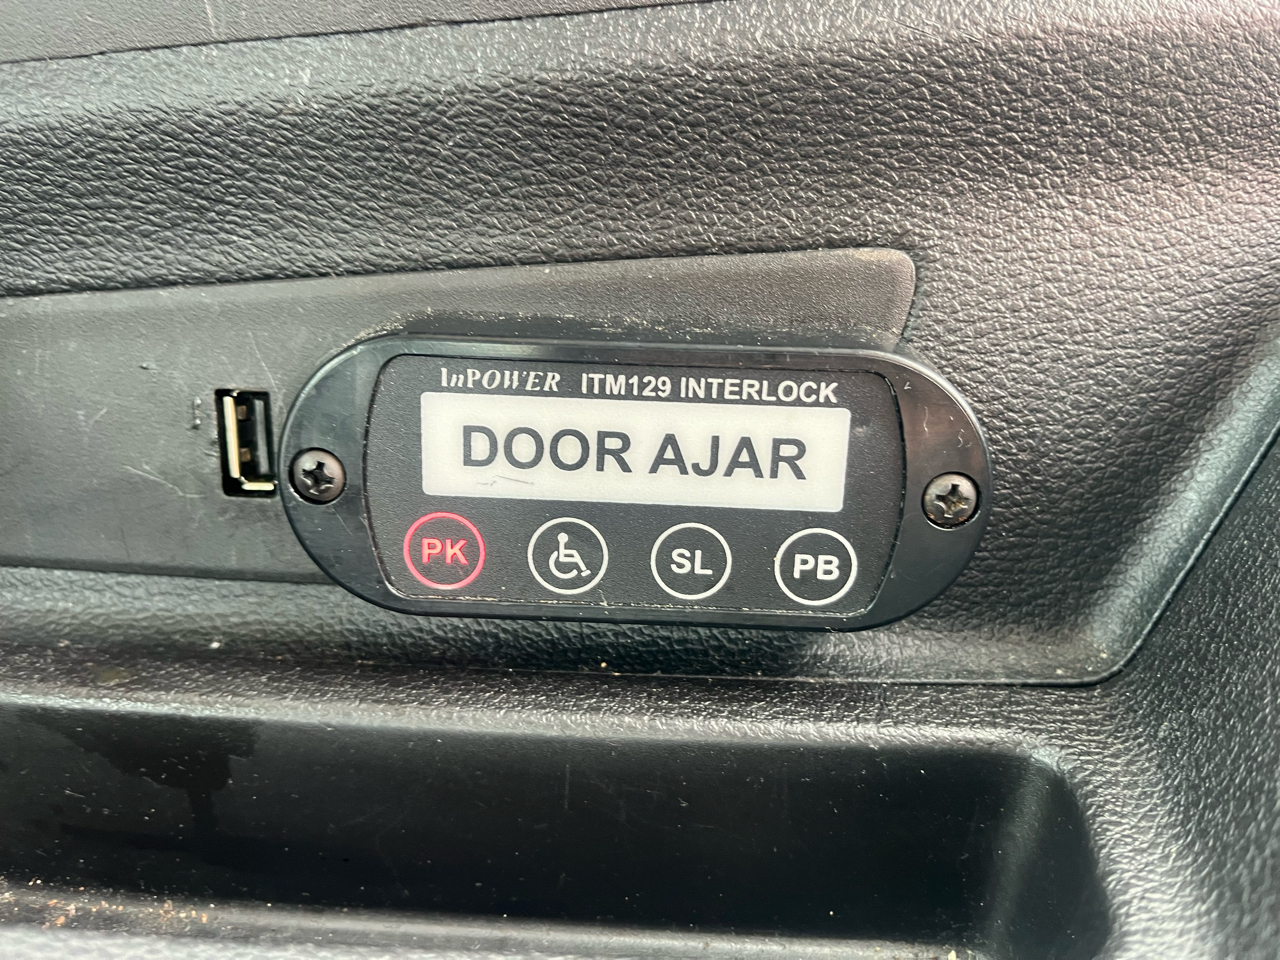 InPOWER ITM129 INTERLOCK
DOOR AJAR
PK SL PB